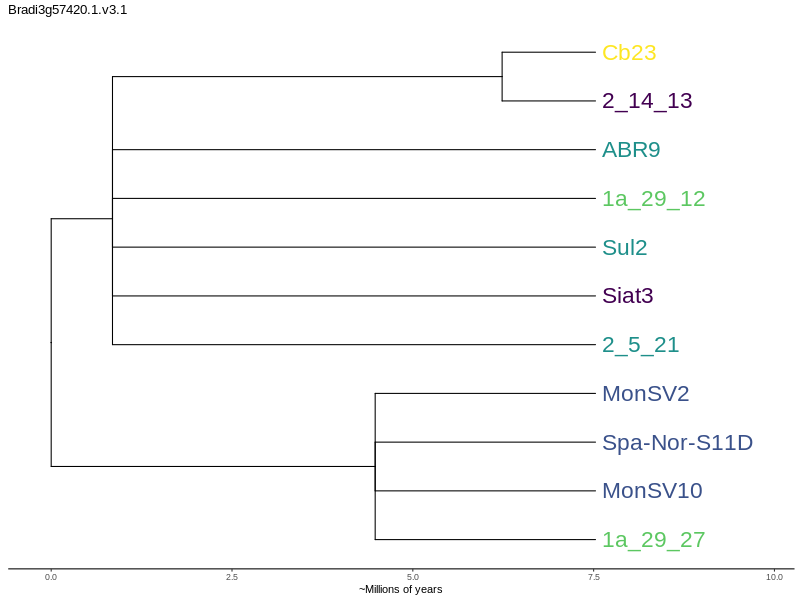 Bradi3g57420.1.v3.1
Cb23
2_14_13
ABR9
1a_29_12
Sul2
Siat3
2_5_21
MonSV2
Spa-Nor-S11D
MonSV10
1a_29_27
0.0 2.5 5.0 7.5 10.0
~Millions of years